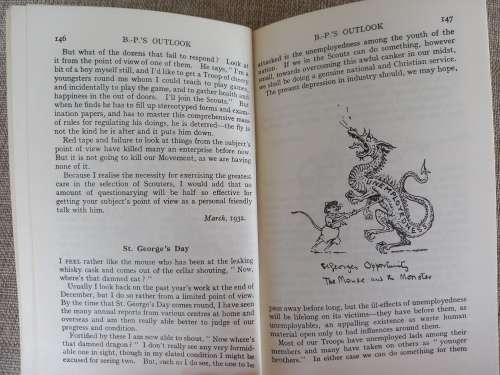 146 B.-P.'S OUTLOOK
But what of the dozens that fail to respond? Look at
it from the point of view of one of them. He says, "I'm a
bit of a boy myself still, and I'd like to get a Troop of cheery
youngsters round me whom I could teach to play games,
and incidentally to play the game, and to gather health and
happiness in the out of doors. I'll join the Scouts." But
when he finds he has to fill up stereotyped forms and exam-
ination papers, and has to master this comprehensive mass
of rules for regulating his doings, he is deterred—the fly is
not the kind he is after and it puts him down.
Red tape and failure to look at things from the subject's
point of view have killed many an enterprise before now.
But it is not going to kill our Movement, as we are having
none of it.
Because I realise the necessity for exercising the greatest
care in the selection of Scouters, I would add that no
amount of questionarying will be half so effective for
getting your subject's point of view as a personal friendly
talk with him.
March, 1932.
St. George's Day
I FEEL rather like the mouse who has been at the leaking
whisky cask and comes out of the cellar shouting, "Now,
where's that damned cat?"
Usually I look back on the past year's work at the end of
December, but I do so rather from a limited point of view.
By the time that St. George's Day comes round, I have seen
the many annual reports from various centres at home and
overseas and am then really able better to judge of our
progress and condition.
Fortified by these I am now able to shout, "Now where's
that damned dragon?" I don't see any really very formid-
able one in sight, though in my elated condition I might be
excused for seeing two. But, such as I do see, the one to be
B.-P.'S OUTLOOK 147
attacked is the unemployedness among the youth of the
nation. If we in the Scouts can do something, however
small, towards overcoming this awful canker in our midst,
we shall be doing a genuine national and Christian service.
The present depression in industry should, we may hope,
UNEMPLOYEDNESS
St Georges Opportunity
The Mouse and the Monster
pass away before long, but the ill-effects of unemployedness
will be left on its victims—they have before them, as
unemployables, an appalling existence as waste human
material open only to bad influences around them.
Most of our Troops have unemployed lads among their
members and many have taken on others as "younger
brothers." In either case we can do something for them